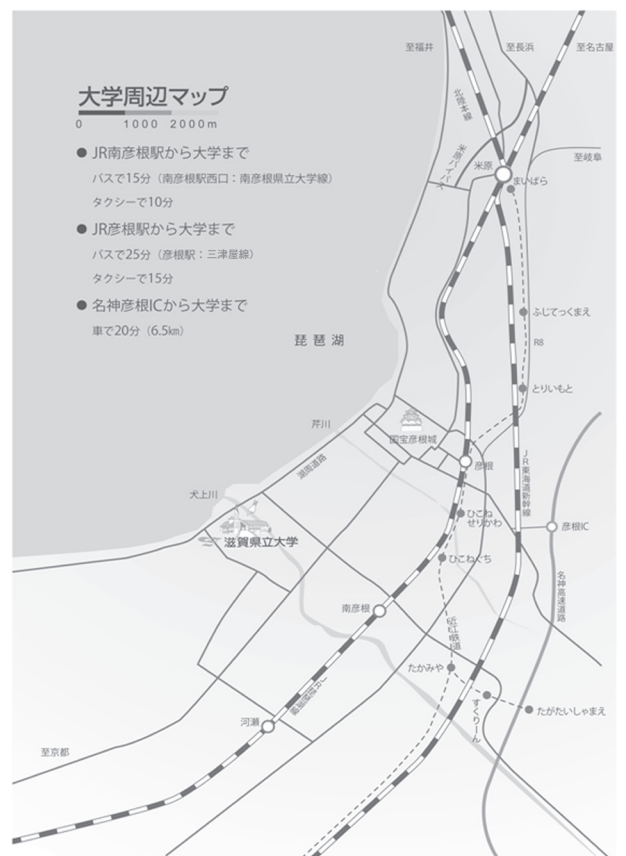 大学周辺マップ
0 1000 2000m
● JR南彦根駅から大学まで
バスで15分（南彦根駅西口：南彦根県立大学線）
タクシーで10分
● JR彦根駅から大学まで
バスで25分（彦根駅：三津屋線）
タクシーで15分
● 名神彦根ICから大学まで
車で20分（6.5㎞）
至福井
至長浜
至名古屋
北陸本線
米原バイパス
米原
至岐阜
まいばら
ふじてっくまえ
R8
琵琶湖
とりいもと
芹川
国宝彦根城
湖周道路
彦根
JR東海道新幹線
犬上川
ひこね
せりかわ
彦根IC
滋賀県立大学
ひこねぐち
名神高速道路
南彦根
近江鉄道
たかみや
すくりーん
たがたいしゃまえ
河瀬
至京都